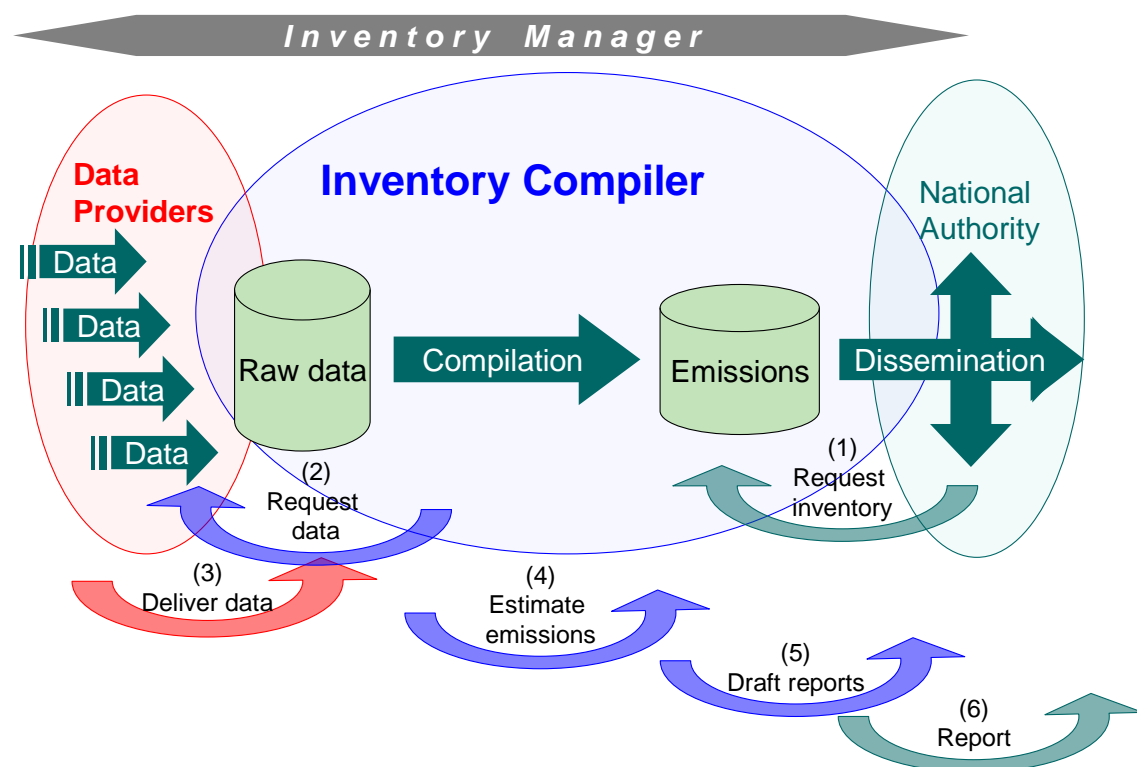 Inventory Manager
Data
Providers
Inventory Compiler
National
Authority
Data
Data
Data
Data
Raw data
Compilation
Emissions
Dissemination
(1)
Request
inventory
(2)
Request
data
(3)
Deliver data
(4)
Estimate
emissions
(5)
Draft reports
(6)
Report